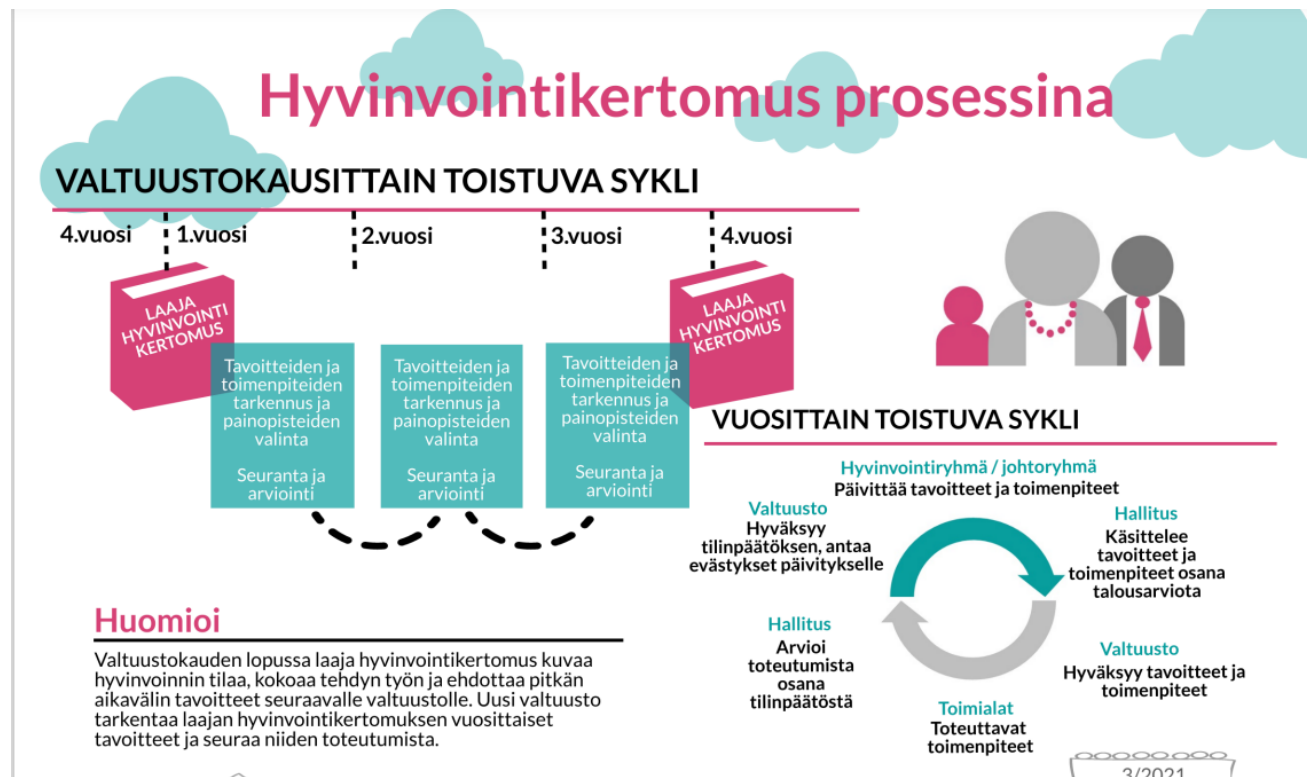 Hyvinvointikertomus prosessina
VALTUUSTOKAUSITTAIN TOISTUVA SYKLI
4.vuosi
1.vuosi
2.vuosi
3.vuosi
4.vuosi
LAAJA
HYVINVOINTI
KERTOMUS
Tavoitteiden ja
toimenpiteiden
tarkennus ja
painopisteiden
valinta
Seuranta ja
arviointi
Tavoitteiden ja
toimenpiteiden
tarkennus ja
painopisteiden
valinta
Seuranta ja
arviointi
Tavoitteiden ja
toimenpiteiden
tarkennus ja
painopisteiden
valinta
Seuranta ja
arviointi
LAAJA
HYVINVOINTI
KERTOMUS
VUOSITTAIN TOISTUVA SYKLI
Hyvinvointiryhmä / johtoryhmä
Päivittää tavoitteet ja toimenpiteet
Hallitus
Käsittelee
tavoitteet ja
toimenpiteet osana
talousarviota
Valtuusto
Hyväksyy tavoitteet ja
toimenpiteet
Toimialat
Toteuttavat
toimenpiteet
Hallitus
Arvioi
toteutumista
osana
tilinpäätöstä
Valtuusto
Hyväksyy
tilinpäätöksen, antaa
evästykset päivitykselle
Huomioi
Valtuustokauden lopussa laaja hyvinvointikertomus kuvaa
hyvinvoinnin tilaa, kokoaa tehdyn työn ja ehdottaa pitkän
aikavälin tavoitteet seuraavalle valtuustolle. Uusi valtuusto
tarkentaa laajan hyvinvointikertomuksen vuosittaiset
tavoitteet ja seuraa niiden toteutumista.
3/2021